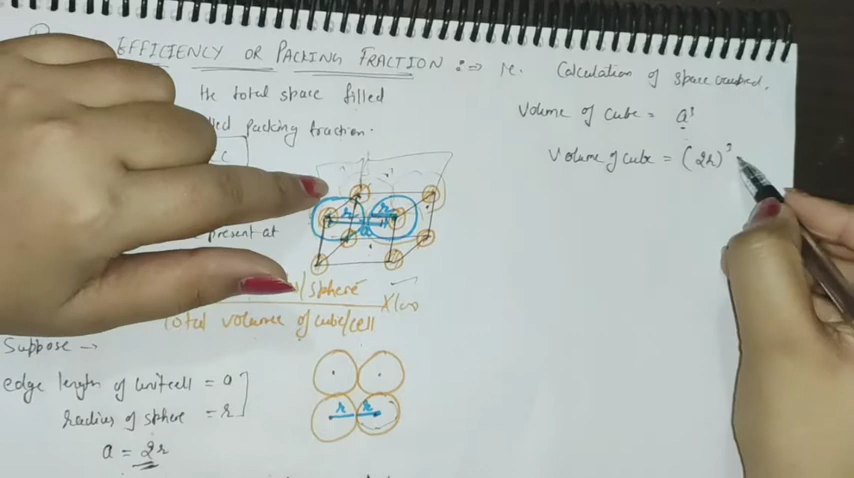 EFFICIENCY OR PACKING FRACTION :⇒
the total space filled
packing fraction.
C
present at
r r
a
/sphere ×100
Total volume of cube/cell
Suppose →
edge length of unitcell = a
radius of sphere = r
a = 2r
r r
Calculation of space occupied.
Volume of cube = a³
Volume of cube = (2r)³